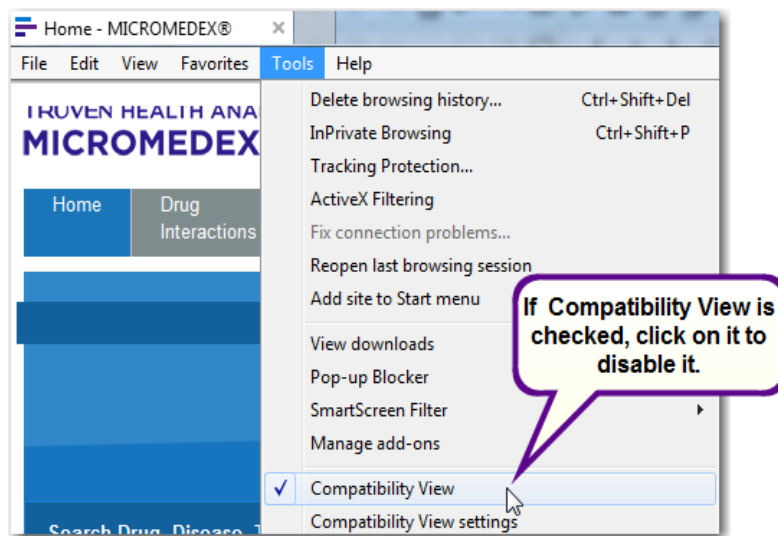 Home - MICROMEDEX®
File Edit View Favorites Tools Help
TRUVEN HEALTH ANA
MICROMEDEX
Home
Drug
Interactions
Delete browsing history... Ctrl+Shift+Del
InPrivate Browsing Ctrl+Shift+P
Tracking Protection...
ActiveX Filtering
Fix connection problems...
Reopen last browsing session
Add site to Start menu
View downloads
Pop-up Blocker
SmartScreen Filter
Manage add-ons
Compatibility View
Compatibility View settings
If Compatibility View is
checked, click on it to
disable it.
Search Drug, Disease, T